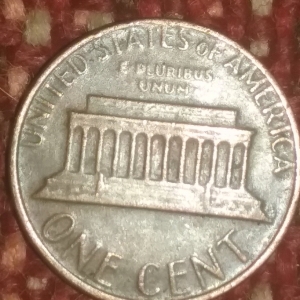 UNITED STATES OF AMERICA
E PLURIBUS
UNUM
ONE CENT